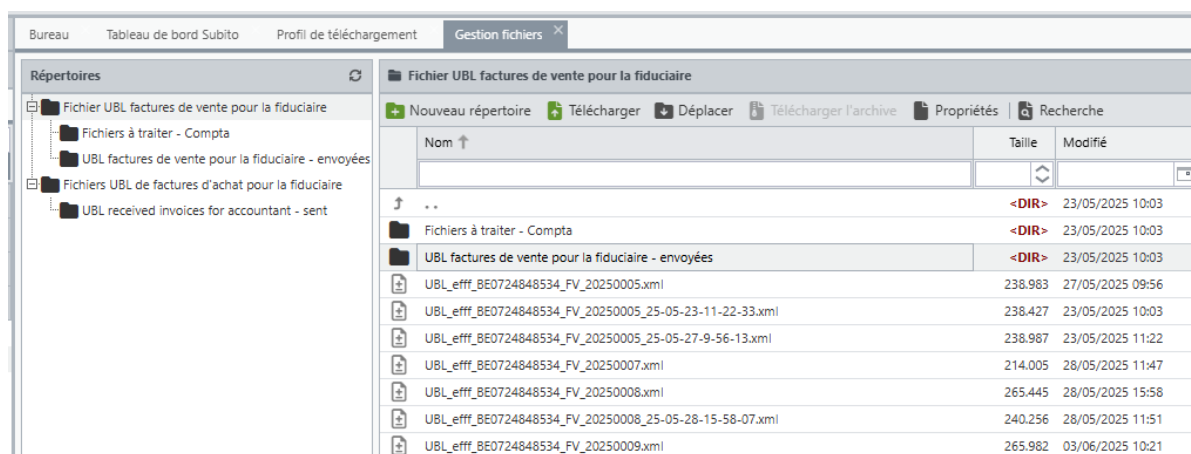 Bureau Tableau de bord Subito Profil de téléchargement Gestion fichiers
Répertoires
Fichier UBL factures de vente pour la fiduciaire
Fichiers à traiter - Compta
UBL factures de vente pour la fiduciaire - envoyées
Fichiers UBL de factures d'achat pour la fiduciaire
UBL received invoices for accountant - sent
Fichier UBL factures de vente pour la fiduciaire
Nouveau répertoire Télécharger Déplacer Télécharger l'archive Propriétés Recherche
Nom Taille Modifié
.. <DIR> 23/05/2025 10:03
Fichiers à traiter - Compta <DIR> 23/05/2025 10:03
UBL factures de vente pour la fiduciaire - envoyées <DIR> 23/05/2025 10:03
UBL_efff_BE0724848534_FV_20250005.xml 238.983 27/05/2025 09:56
UBL_efff_BE0724848534_FV_20250005_25-05-23-11-22-33.xml 238.427 23/05/2025 10:03
UBL_efff_BE0724848534_FV_20250005_25-05-27-9-56-13.xml 238.987 23/05/2025 11:22
UBL_efff_BE0724848534_FV_20250007.xml 214.005 28/05/2025 11:47
UBL_efff_BE0724848534_FV_20250008.xml 265.445 28/05/2025 15:58
UBL_efff_BE0724848534_FV_20250008_25-05-28-15-58-07.xml 240.256 28/05/2025 11:51
UBL_efff_BE0724848534_FV_20250009.xml 265.982 03/06/2025 10:21